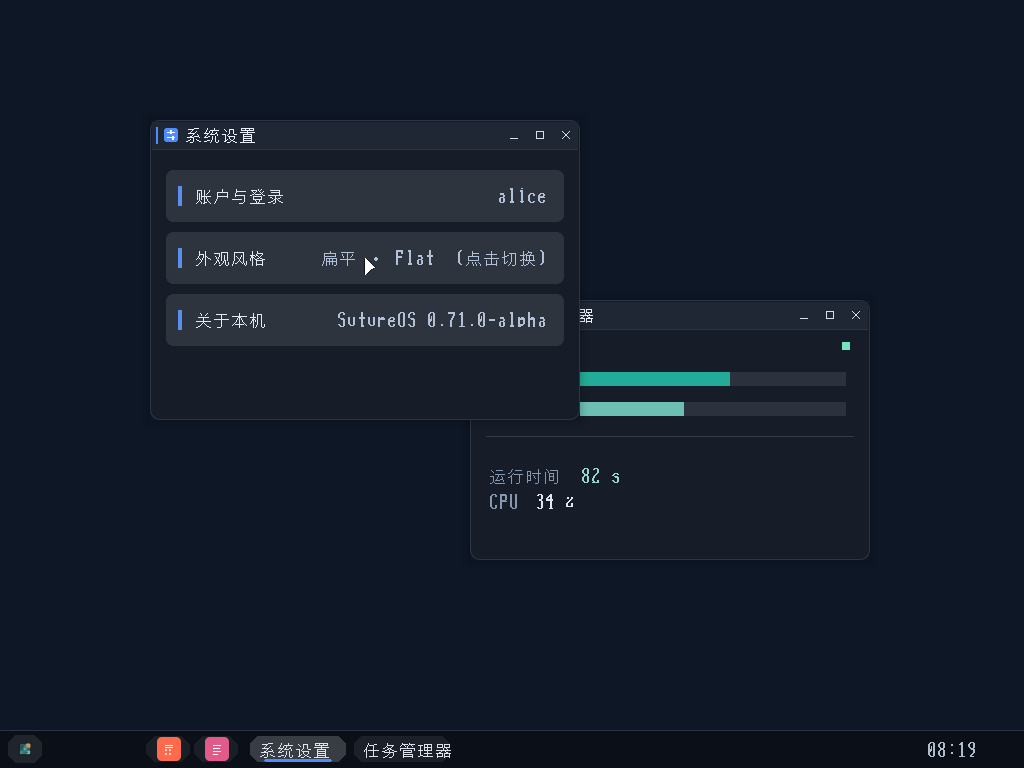 系统设置
账户与登录 alice
外观风格 扁平 · Flat (点击切换)
关于本机 SutureOS 0.71.0-alpha
器
运行时间 82 s
CPU 34 %
系统设置 任务管理器 08:19